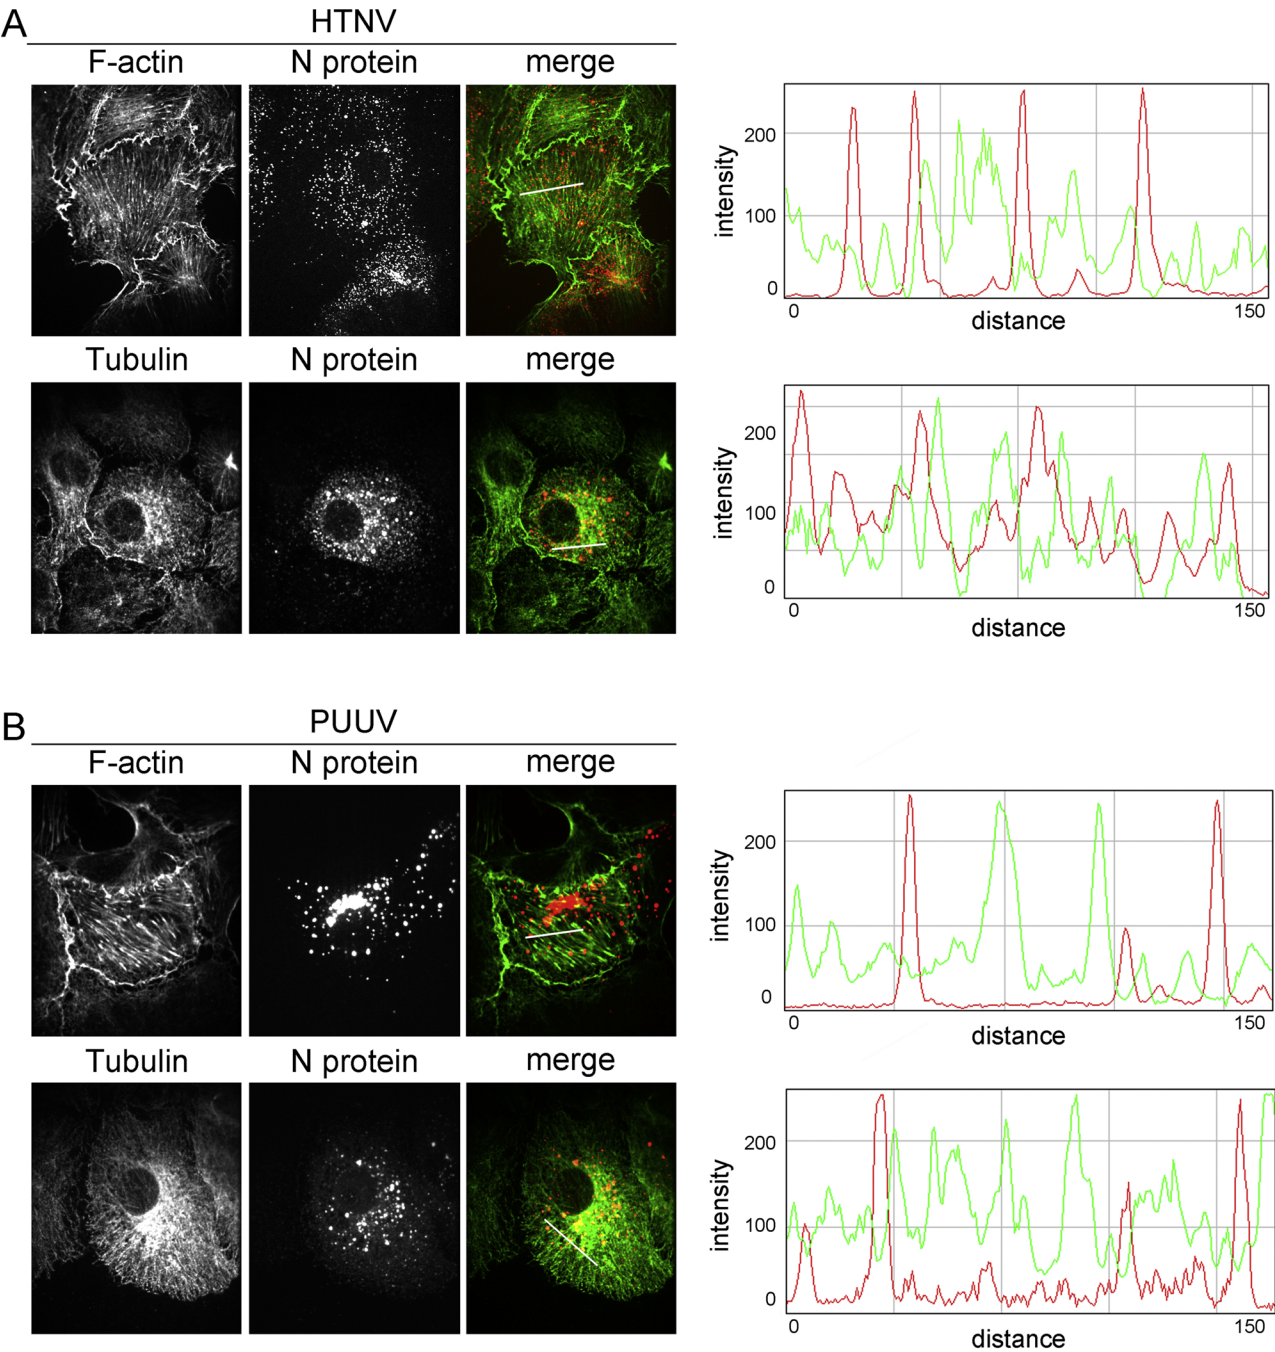 A
HTNV
F-actin N protein merge
intensity
200
100
0
0 150
distance
Tubulin N protein merge
intensity
200
100
0
0 150
distance
B
PUUV
F-actin N protein merge
intensity
200
100
0
0 150
distance
Tubulin N protein merge
intensity
200
100
0
0 150
distance